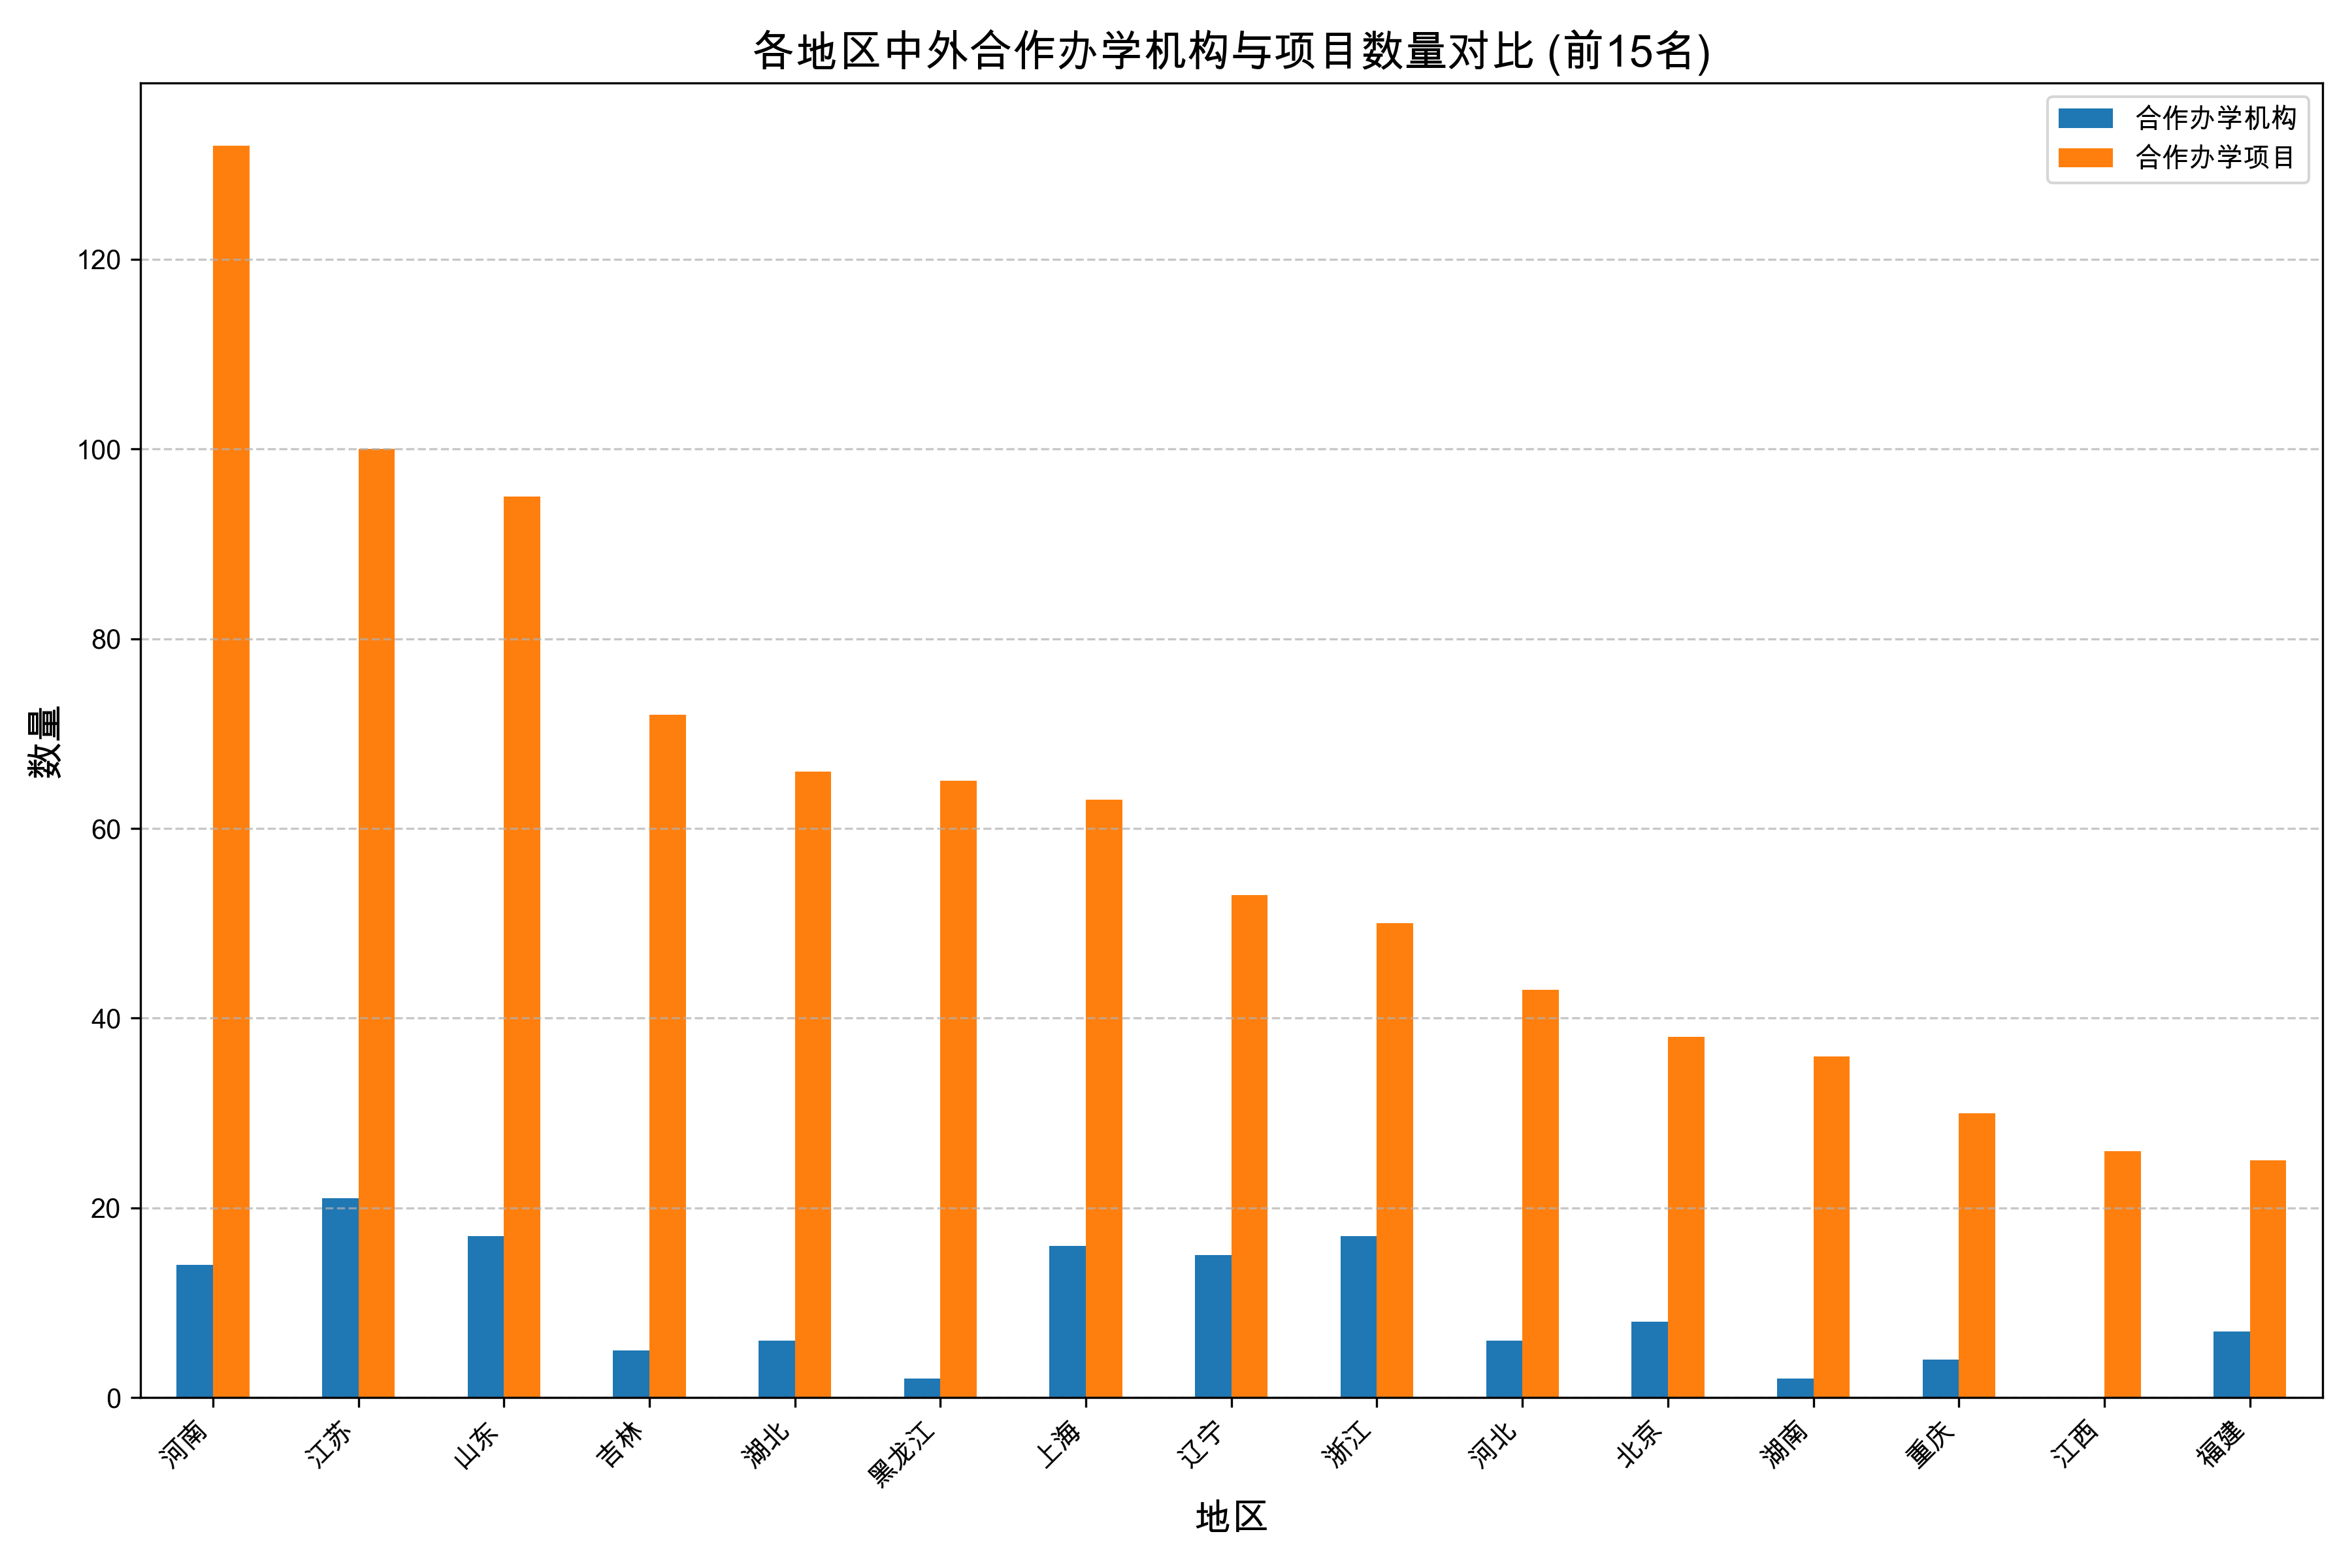 各地区中外合作办学机构与项目数量对比 (前15名)
合作办学机构
合作办学项目
数量
120
100
80
60
40
20
0
河南
江苏
山东
吉林
湖北
黑龙江
上海
辽宁
浙江
河北
北京
湖南
重庆
江西
福建
地区